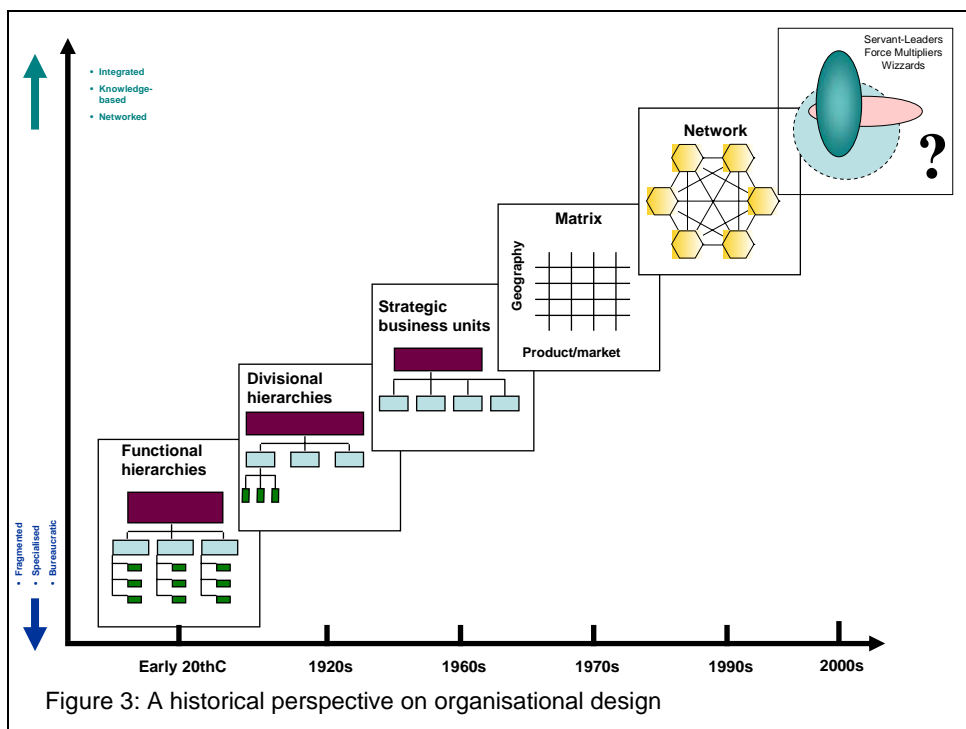 Servant-Leaders
Force Multipliers
Wizzards
?
• Integrated
• Knowledge-
based
• Networked
Network
Matrix
Geography
Product/market
Strategic
business units
Divisional
hierarchies
Functional
hierarchies
• Fragmented
• Specialised
• Bureaucratic
Early 20thC
1920s
1960s
1970s
1990s
2000s
Figure 3: A historical perspective on organisational design